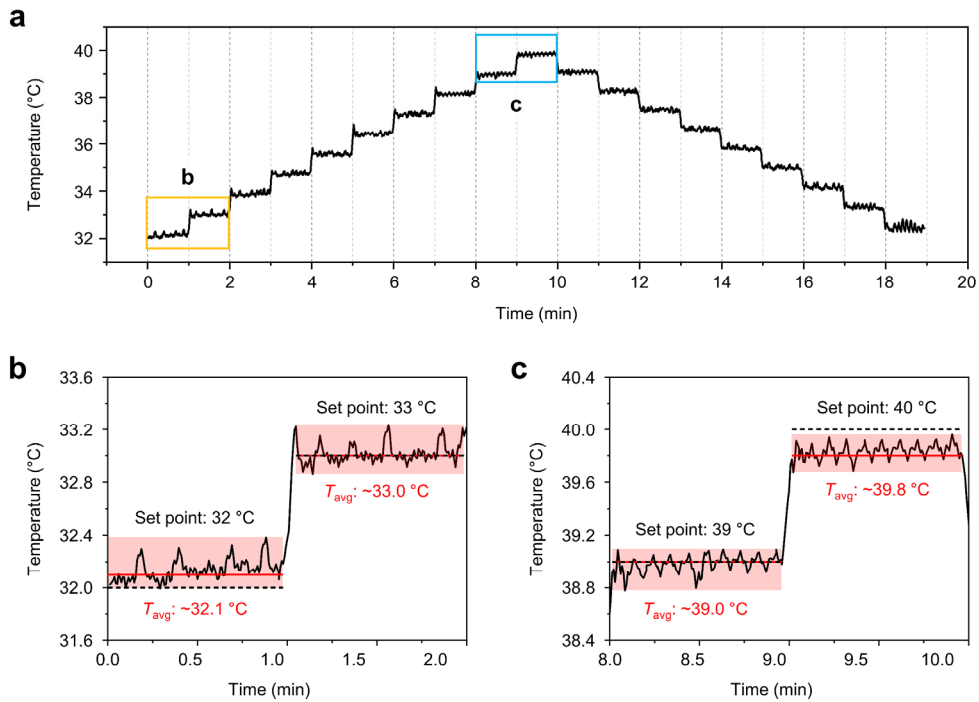 a
40
38
36
34
32
Temperature (°C)
b
c
0 2 4 6 8 10 12 14 16 18 20
Time (min)
b
33.6
33.2
32.8
32.4
32.0
31.6
Temperature (°C)
Set point: 33 °C
Tavg: ~33.0 °C
Set point: 32 °C
Tavg: ~32.1 °C
0.0 0.5 1.0 1.5 2.0
Time (min)
c
40.4
40.0
39.6
39.2
38.8
38.4
Temperature (°C)
Set point: 40 °C
Tavg: ~39.8 °C
Set point: 39 °C
Tavg: ~39.0 °C
8.0 8.5 9.0 9.5 10.0
Time (min)